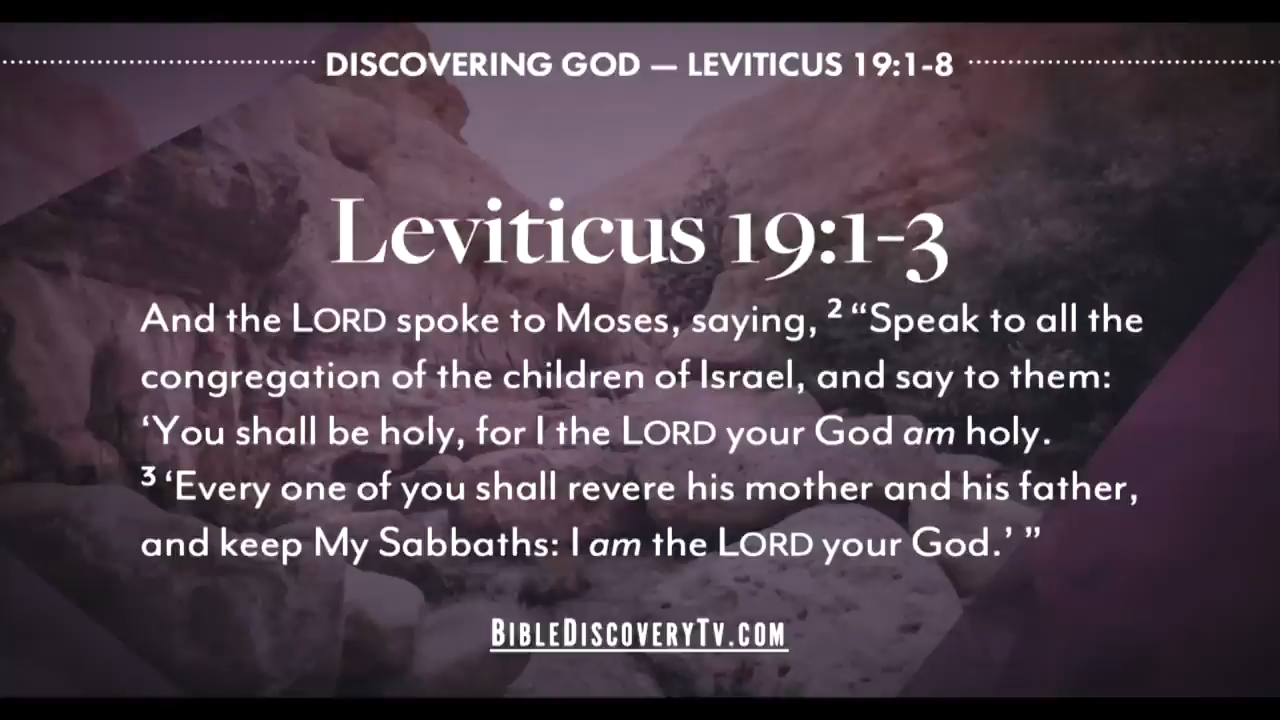 DISCOVERING GOD — LEVITICUS 19:1-8
Leviticus 19:1-3
And the LORD spoke to Moses, saying, ² “Speak to all the
congregation of the children of Israel, and say to them:
‘You shall be holy, for I the LORD your God am holy.
³ ‘Every one of you shall revere his mother and his father,
and keep My Sabbaths: I am the LORD your God.’ ”
BIBLEDISCOVERYTV.COM